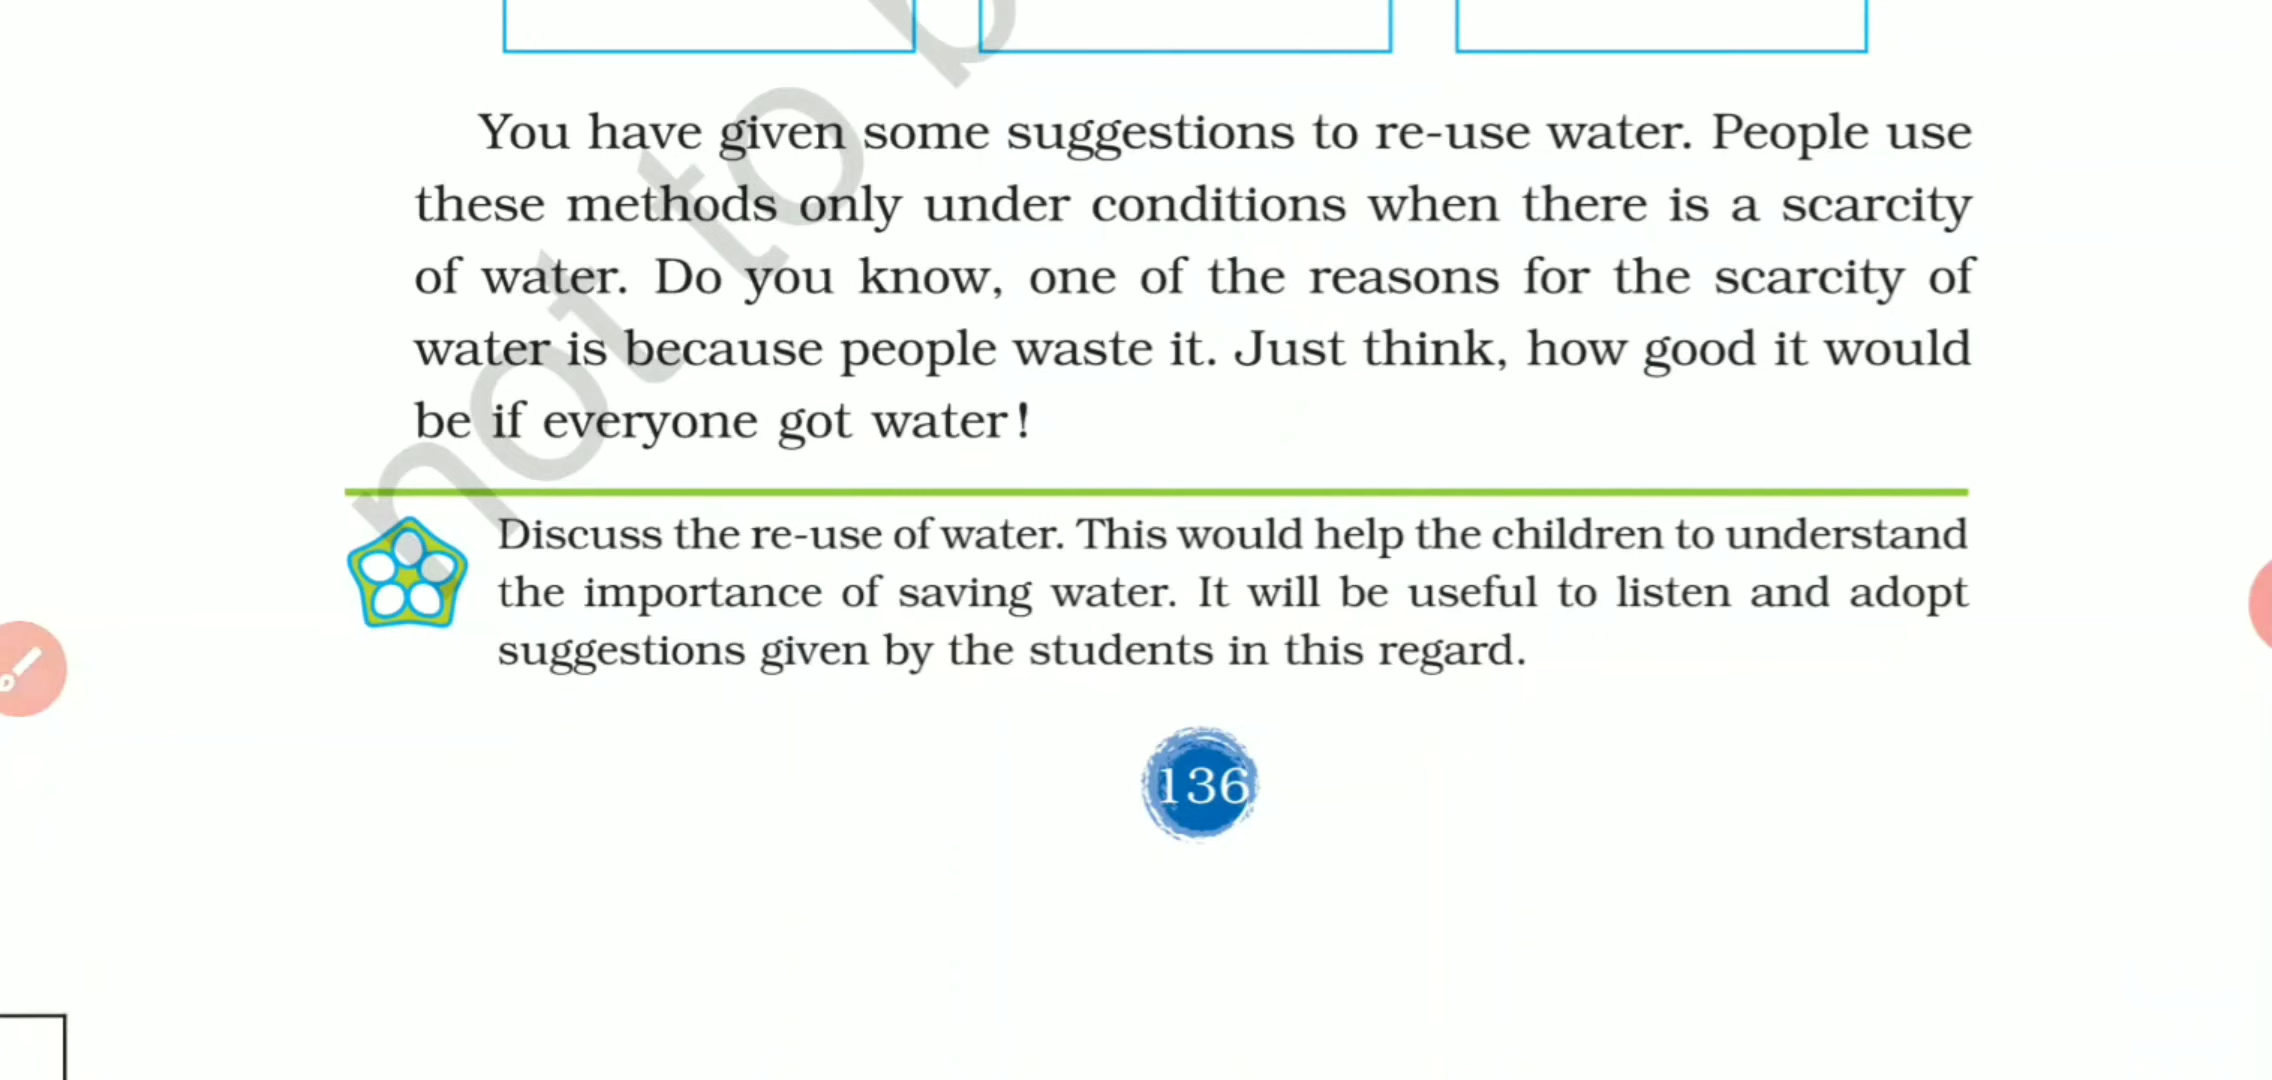 You have given some suggestions to re-use water. People use
these methods only under conditions when there is a scarcity
of water. Do you know, one of the reasons for the scarcity of
water is because people waste it. Just think, how good it would
be if everyone got water!
not to b
Discuss the re-use of water. This would help the children to understand
the importance of saving water. It will be useful to listen and adopt
suggestions given by the students in this regard.
136